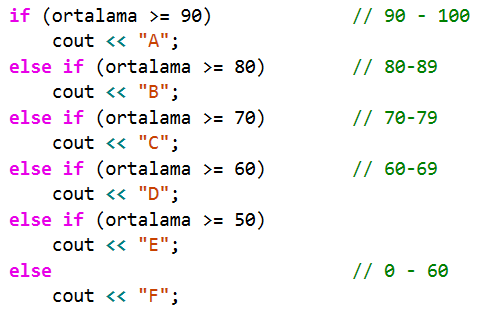 if (ortalama >= 90) // 90 - 100
cout << "A";
else if (ortalama >= 80) // 80-89
cout << "B";
else if (ortalama >= 70) // 70-79
cout << "C";
else if (ortalama >= 60) // 60-69
cout << "D";
else if (ortalama >= 50)
cout << "E";
else // 0 - 60
cout << "F";